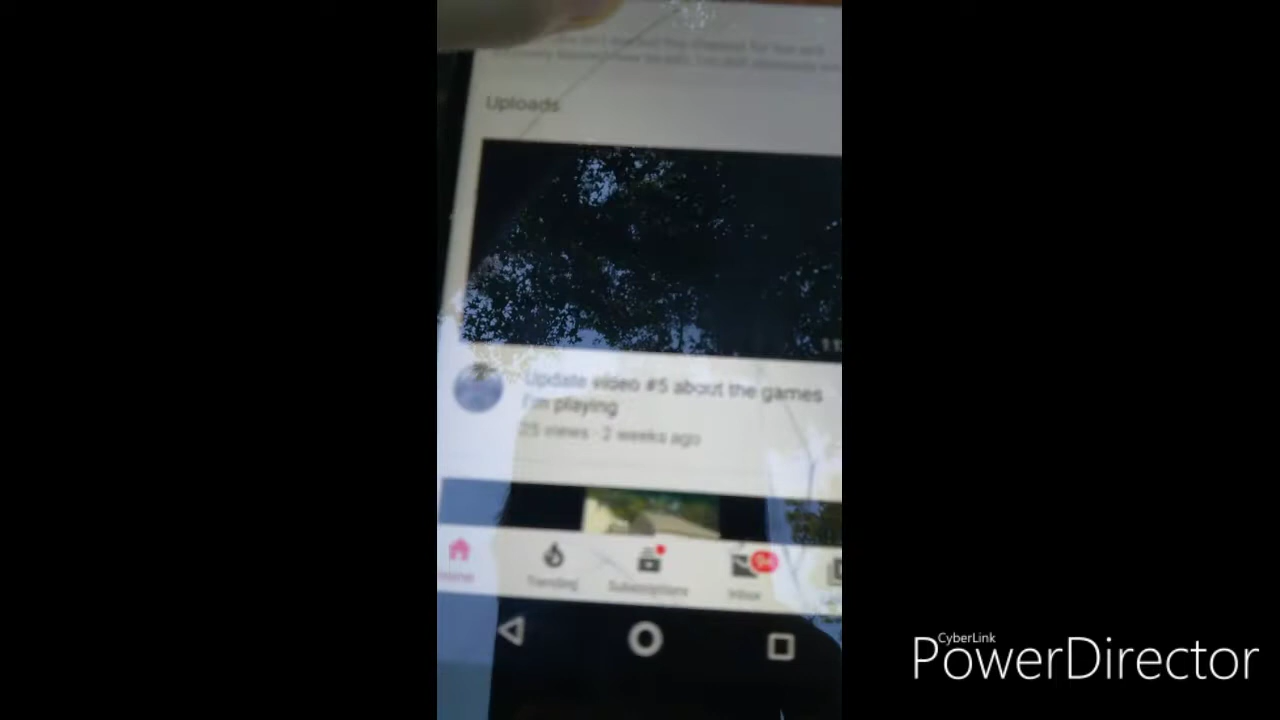 Uploads
Update video #5 about the games
I'm playing
25 views · 2 weeks ago
Home
Trending
Subscriptions
Inbox
94
CyberLink
PowerDirector